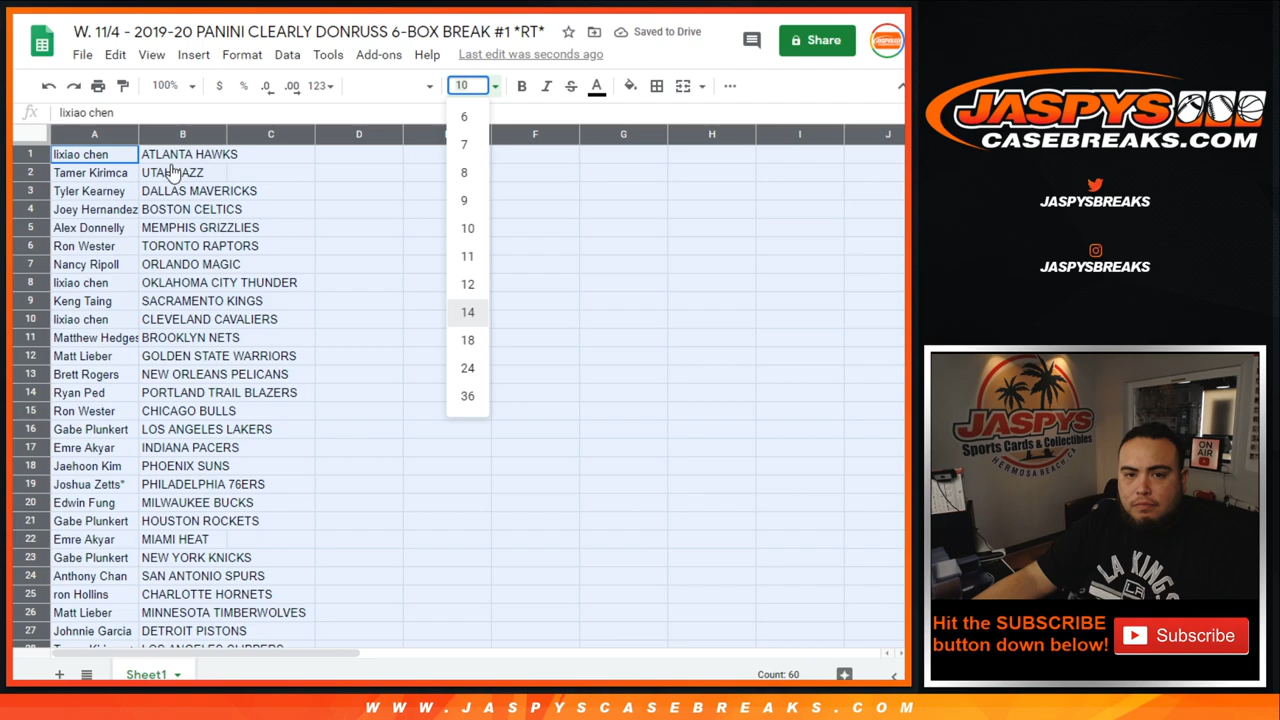 W. 11/4 - 2019-20 PANINI CLEARLY DONRUSS 6-BOX BREAK #1 *RT*
Saved to Drive
Share
File Edit View Insert Format Data Tools Add-ons Help Last edit was seconds ago
100% $ % .0 .00 123 10 B I S A
fx lixiao chen
A B C D F G H I J
1 lixiao chen ATLANTA HAWKS
2 Tamer Kirimca UTAH JAZZ
3 Tyler Kearney DALLAS MAVERICKS
4 Joey Hernandez BOSTON CELTICS
5 Alex Donnelly MEMPHIS GRIZZLIES
6 Ron Wester TORONTO RAPTORS
7 Nancy Ripoll ORLANDO MAGIC
8 lixiao chen OKLAHOMA CITY THUNDER
9 Keng Taing SACRAMENTO KINGS
10 lixiao chen CLEVELAND CAVALIERS
11 Matthew Hedges BROOKLYN NETS
12 Matt Lieber GOLDEN STATE WARRIORS
13 Brett Rogers NEW ORLEANS PELICANS
14 Ryan Ped PORTLAND TRAIL BLAZERS
15 Ron Wester CHICAGO BULLS
16 Gabe Plunkert LOS ANGELES LAKERS
17 Emre Akyar INDIANA PACERS
18 Jaehoon Kim PHOENIX SUNS
19 Joshua Zetts" PHILADELPHIA 76ERS
20 Edwin Fung MILWAUKEE BUCKS
21 Gabe Plunkert HOUSTON ROCKETS
22 Emre Akyar MIAMI HEAT
23 Gabe Plunkert NEW YORK KNICKS
24 Anthony Chan SAN ANTONIO SPURS
25 ron Hollins CHARLOTTE HORNETS
26 Matt Lieber MINNESOTA TIMBERWOLVES
27 Johnnie Garcia DETROIT PISTONS
6
7
8
9
10
11
12
14
18
24
36
Sheet1
Count: 60
JASPYS
CASEBREAKS.COM
JASPYSBREAKS
JASPYSBREAKS
JASPYS
Sports Cards & Collectibles
HERMOSA BEACH, CA
ON
AIR
LA KINGS
Hit the SUBSCRIBE
button down below!
Subscribe
WWW.JASPYSCASEBREAKS.COM